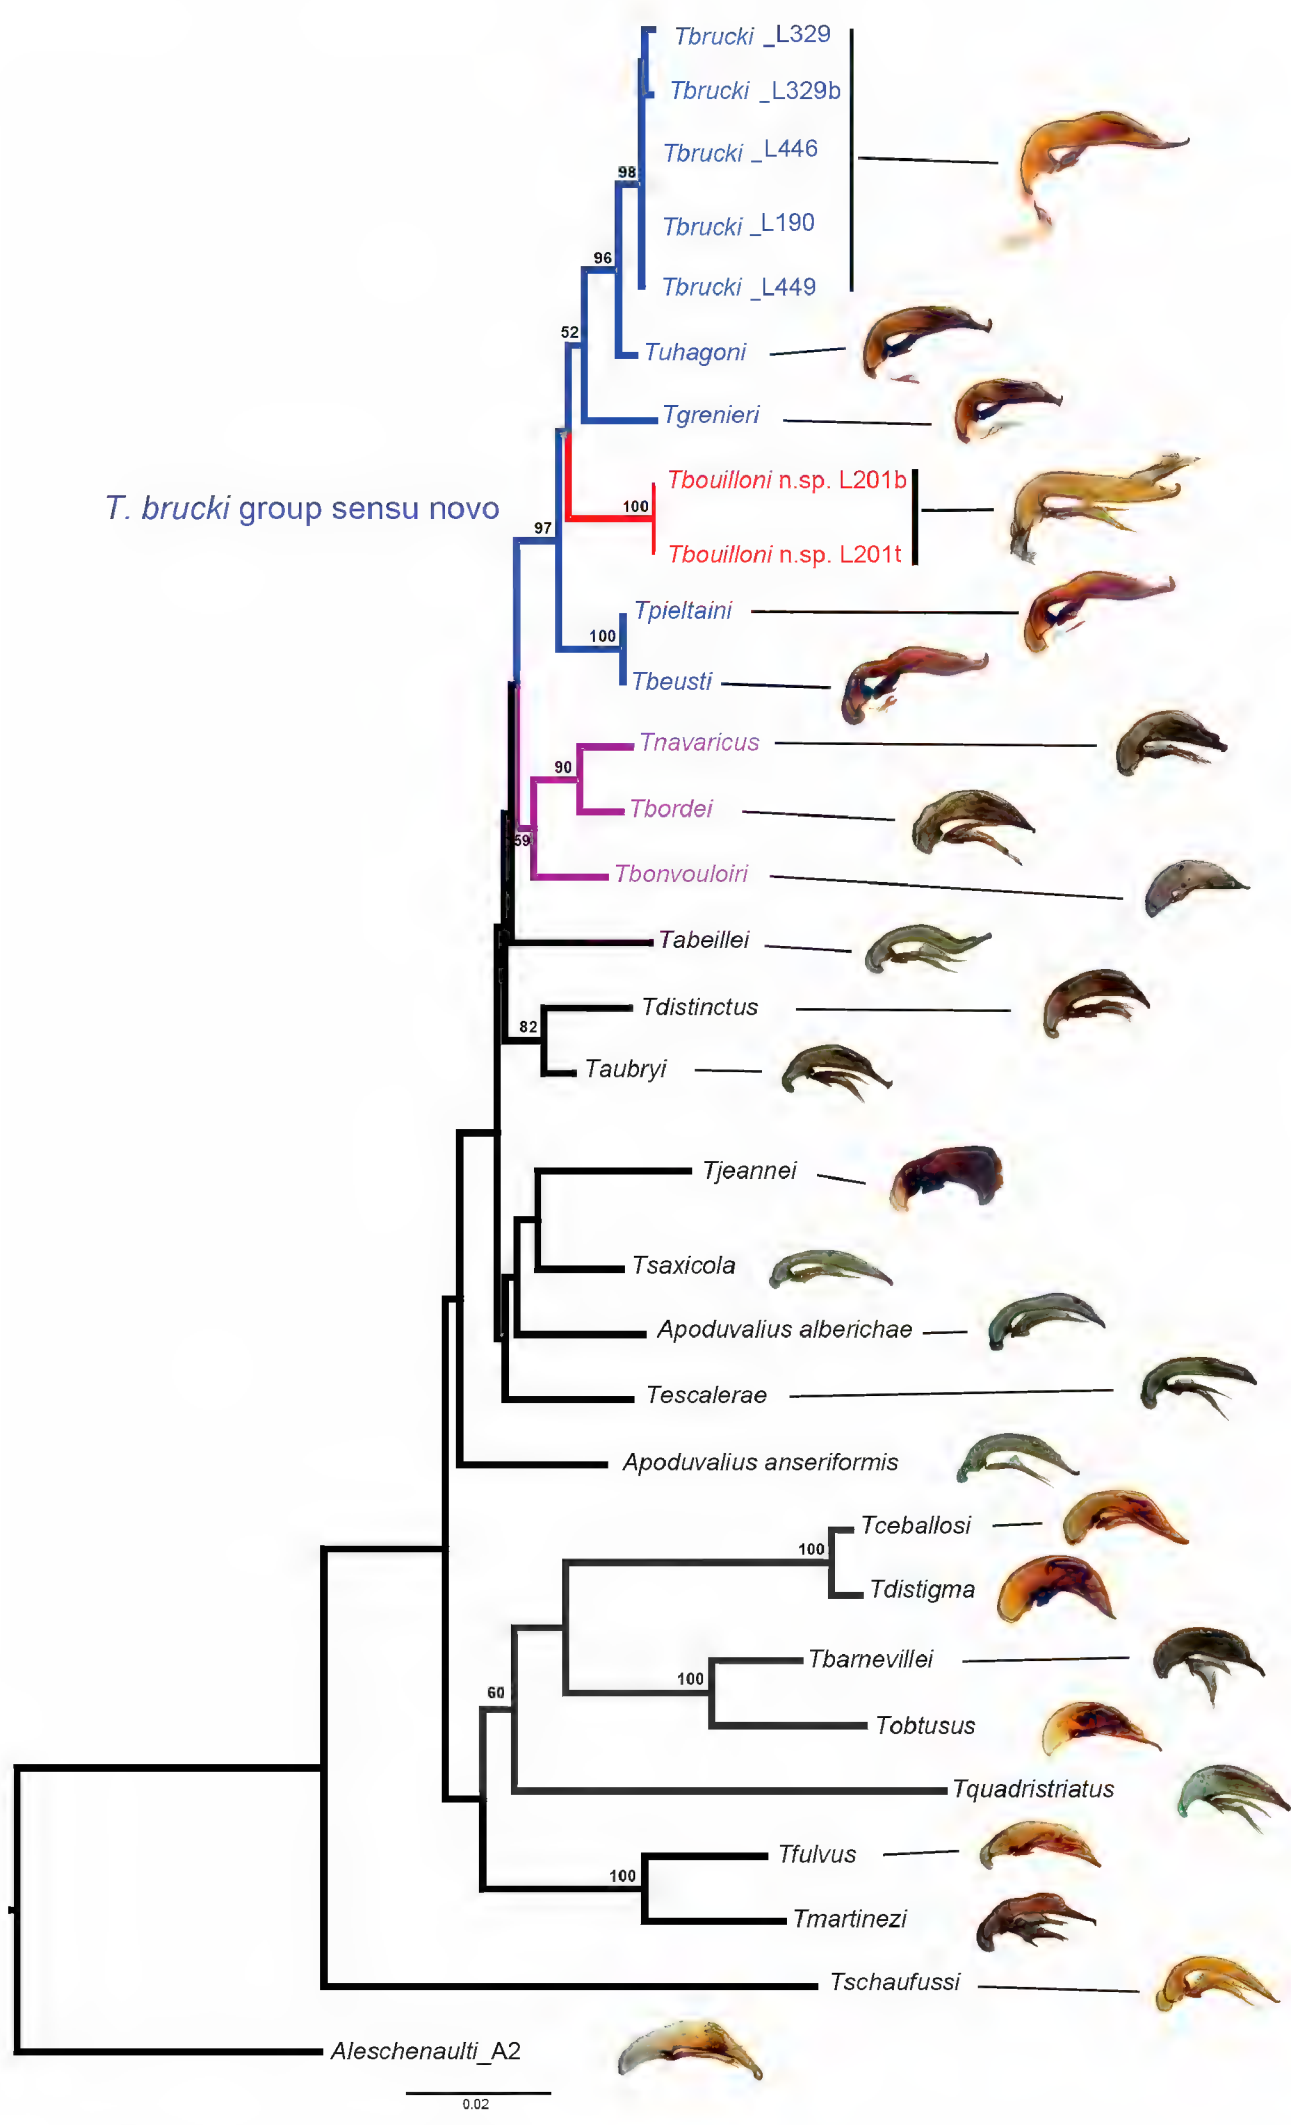 Tbrucki _L329
Tbrucki _L329b
Tbrucki _L446
98
Tbrucki _L190
96
Tbrucki _L449
52
Tuhagoni
Tgrenieri
Tbouilloni n.sp. L201b
100
T. brucki group sensu novo
97
Tbouilloni n.sp. L201t
Tpieltaini
100
Tbeusti
Tnavaricus
90
Tbordei
59
Tbonvouloiri
Tabeillei
Tdistinctus
82
Taubryi
Tjeannei
Tsaxicola
Apoduvalius alberichae
Tescalerae
Apoduvalius anseriformis
Tceballosi
100
Tdistigma
Tbarnevillei
100
60
Tobtusus
Tquadristriatus
Tfulvus
100
Tmartinezi
Tschaufussi
Aleschenaulti_A2
0.02